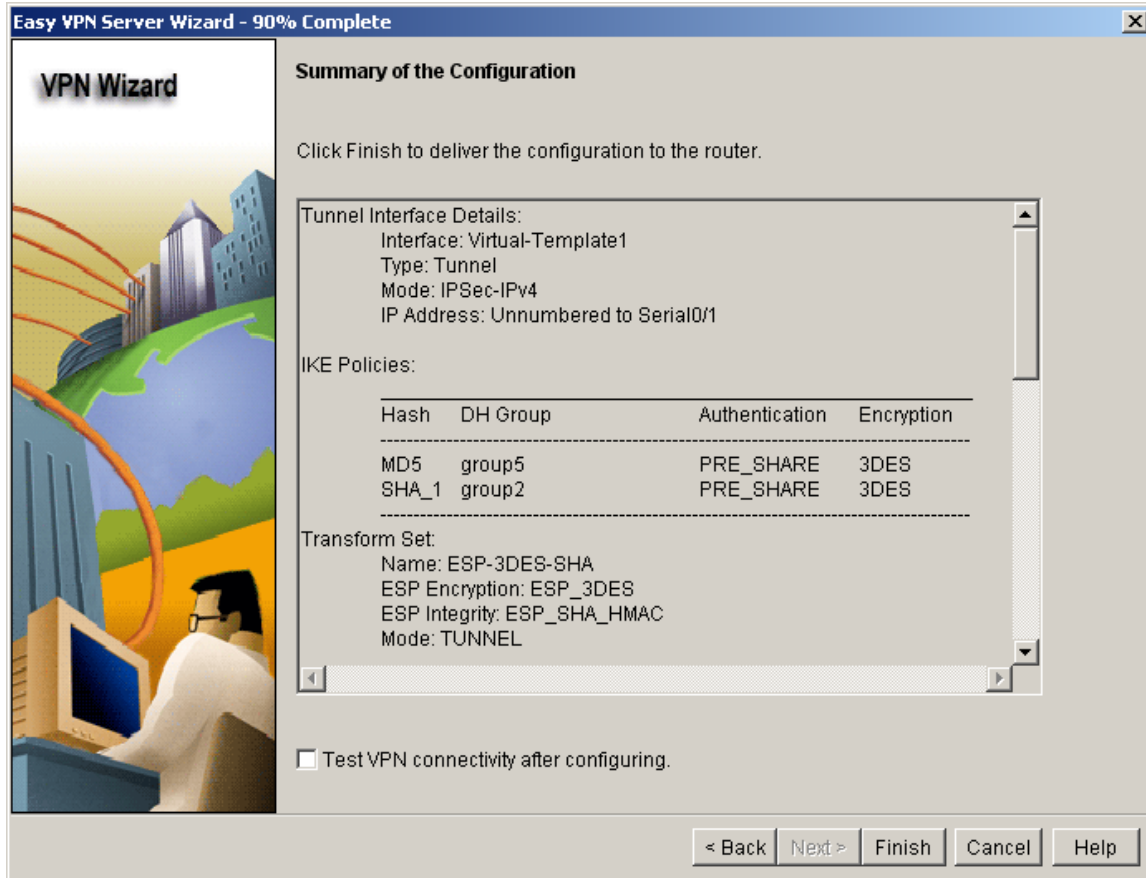 Easy VPN Server Wizard - 90% Complete
VPN Wizard
Summary of the Configuration
Click Finish to deliver the configuration to the router.
Tunnel Interface Details:
Interface: Virtual-Template1
Type: Tunnel
Mode: IPSec-IPv4
IP Address: Unnumbered to Serial0/1
IKE Policies:
Hash DH Group Authentication Encryption
MD5 group5 PRE_SHARE 3DES
SHA_1 group2 PRE_SHARE 3DES
Transform Set:
Name: ESP-3DES-SHA
ESP Encryption: ESP_3DES
ESP Integrity: ESP_SHA_HMAC
Mode: TUNNEL
Test VPN connectivity after configuring.
< Back Next > Finish Cancel Help